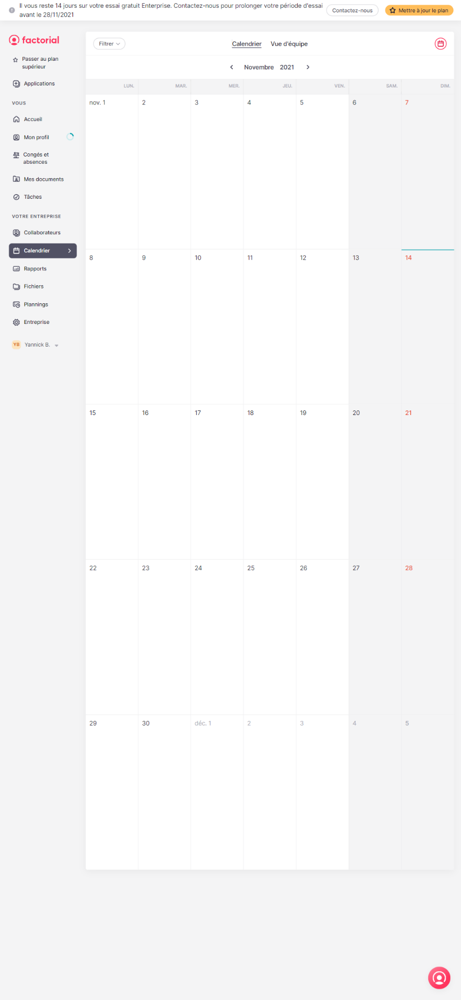 Il vous reste 14 jours sur votre essai gratuit Enterprise. Contactez-nous pour prolonger votre période d'essai
avant le 28/11/2021
Contactez-nous
Mettre à jour le plan
factorial
Passer au plan
supérieur
Applications
VOUS
Accueil
Mon profil
Congés et
absences
Mes documents
Tâches
VOTRE ENTREPRISE
Collaborateurs
Calendrier
Rapports
Fichiers
Plannings
Entreprise
YB Yannick B.
Filtrer
Calendrier Vue d'équipe
Novembre 2021
LUN. MAR. MER. JEU. VEN. SAM. DIM.
nov. 1 2 3 4 5 6 7
8 9 10 11 12 13 14
15 16 17 18 19 20 21
22 23 24 25 26 27 28
29 30 déc. 1 2 3 4 5